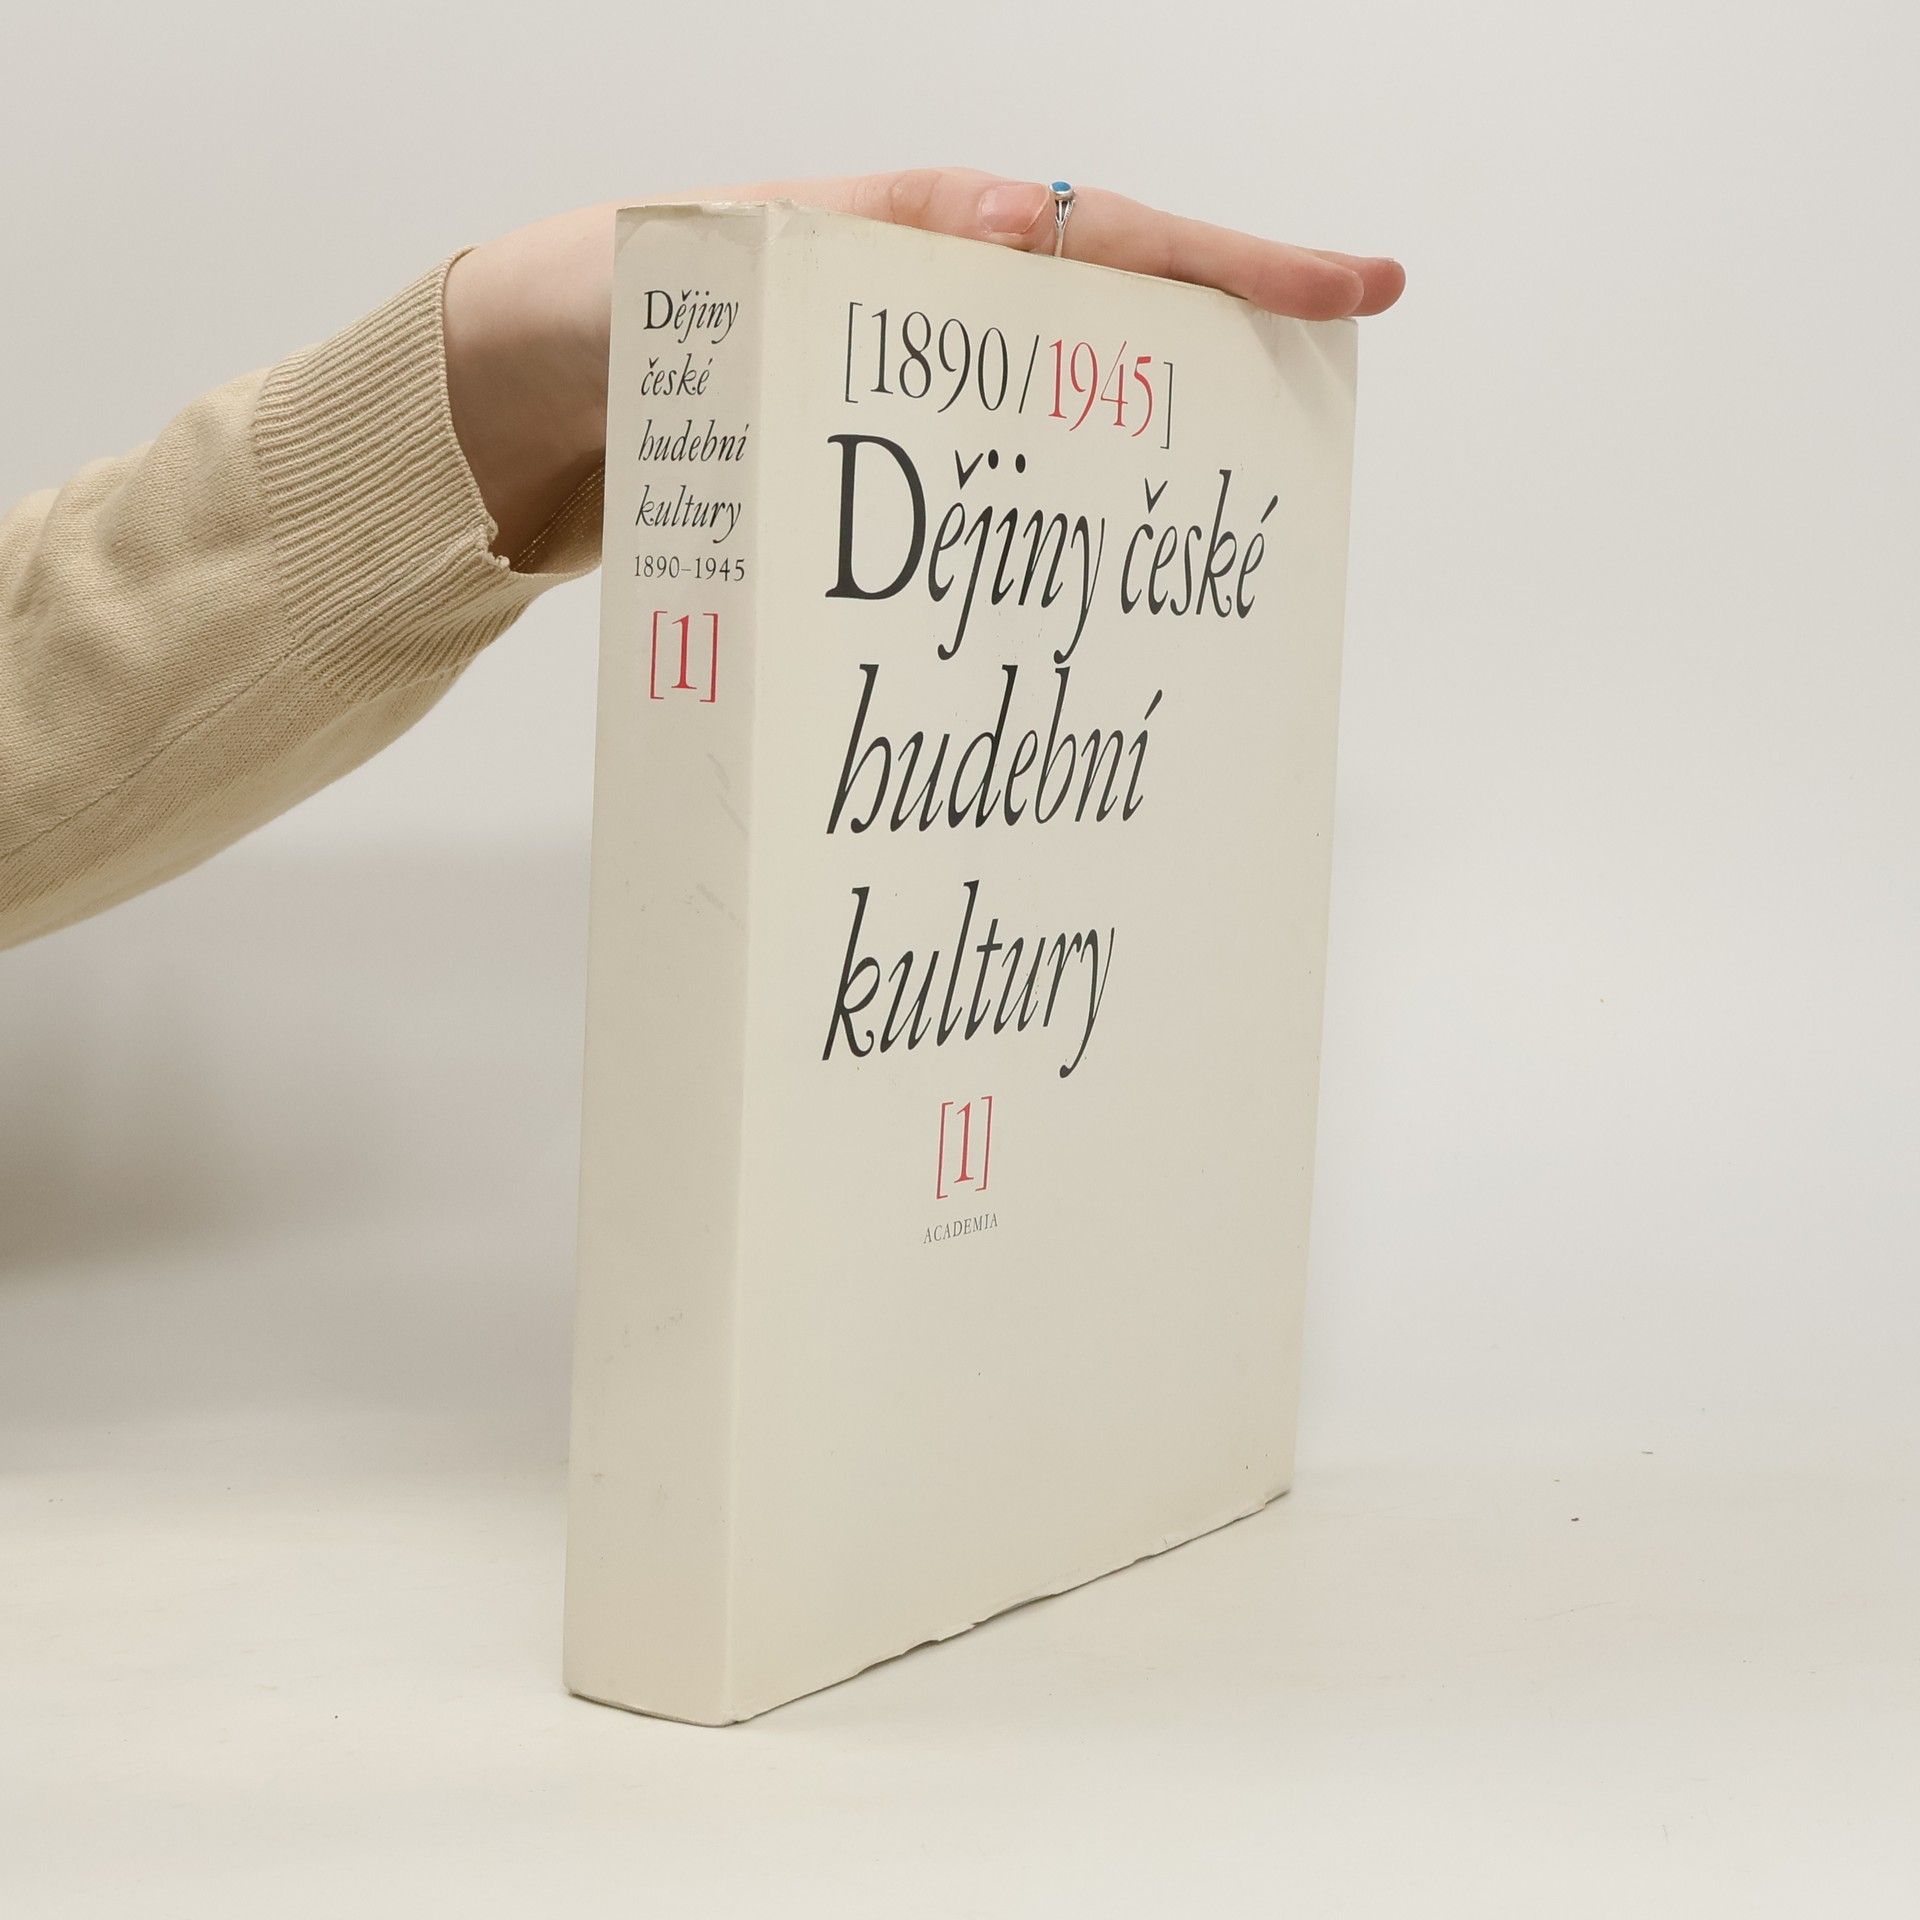 Dějiny
české
hudební
kultury
1890–1945
[1]
[1890/1945]
Dějiny české
hudební
kultury
[1]
ACADEMIA